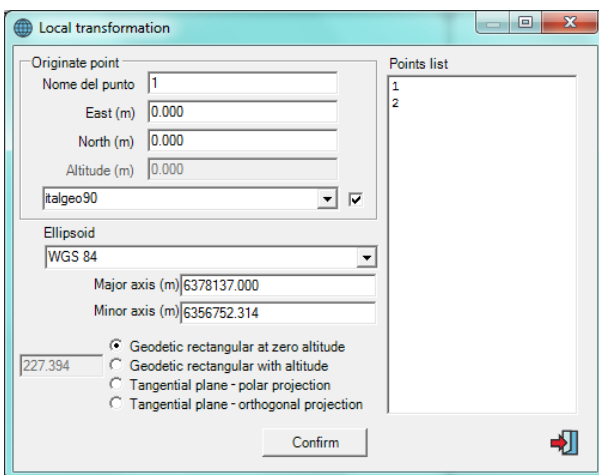 Local transformation
Originate point
Nome del punto 1
East (m) 0.000
North (m) 0.000
Altitude (m) 0.000
italgeo90
Ellipsoid
WGS 84
Major axis (m) 6378137.000
Minor axis (m) 6356752.314
Geodetic rectangular at zero altitude
227.394 Geodetic rectangular with altitude
Tangential plane - polar projection
Tangential plane - orthogonal projection
Confirm
Points list
1
2